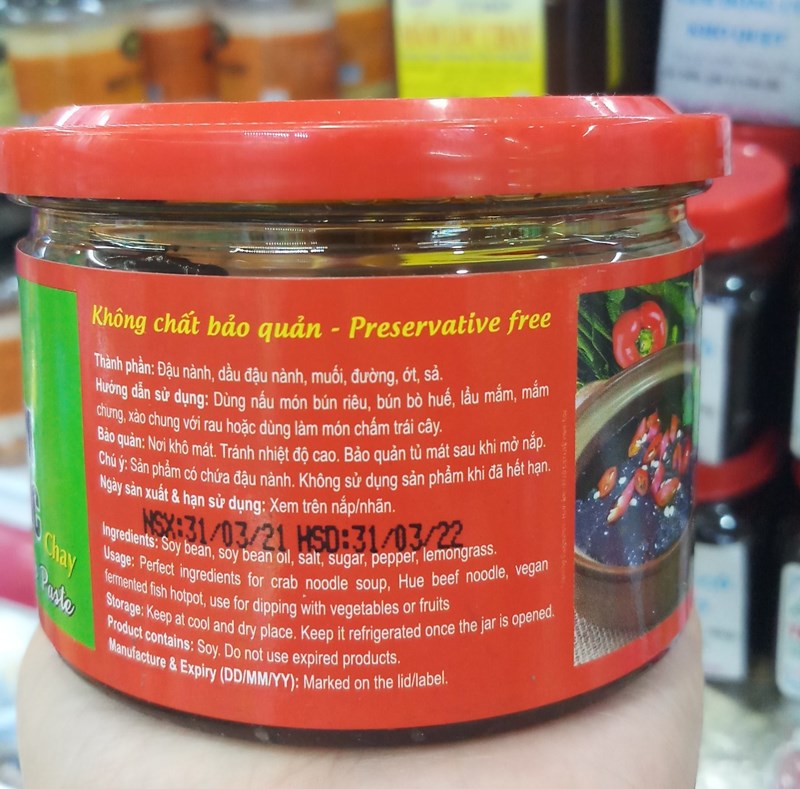 Không chất bảo quản - Preservative free
Thành phần: Đậu nành, dầu đậu nành, muối, đường, ớt, sả.
Hướng dẫn sử dụng: Dùng nấu món bún riêu, bún bò huế, lẩu mắm, mắm
chưng, xào chung với rau hoặc dùng làm món chấm trái cây.
Bảo quản: Nơi khô mát. Tránh nhiệt độ cao. Bảo quản tủ mát sau khi mở nắp.
Chú ý: Sản phẩm có chứa đậu nành. Không sử dụng sản phẩm khi đã hết hạn.
Ngày sản xuất & hạn sử dụng: Xem trên nắp/nhãn.
NSX:31/03/21 HSD:31/03/22
Ingredients: Soy bean, soy bean oil, salt, sugar, pepper, lemongrass.
Usage: Perfect ingredients for crab noodle soup, Hue beef noodle, vegan
fermented fish hotpot, use for dipping with vegetables or fruits
Storage: Keep at cool and dry place. Keep it refrigerated once the jar is opened.
Product contains: Soy. Do not use expired products.
Manufacture & Expiry (DD/MM/YY): Marked on the lid/label.
Chay
Paste